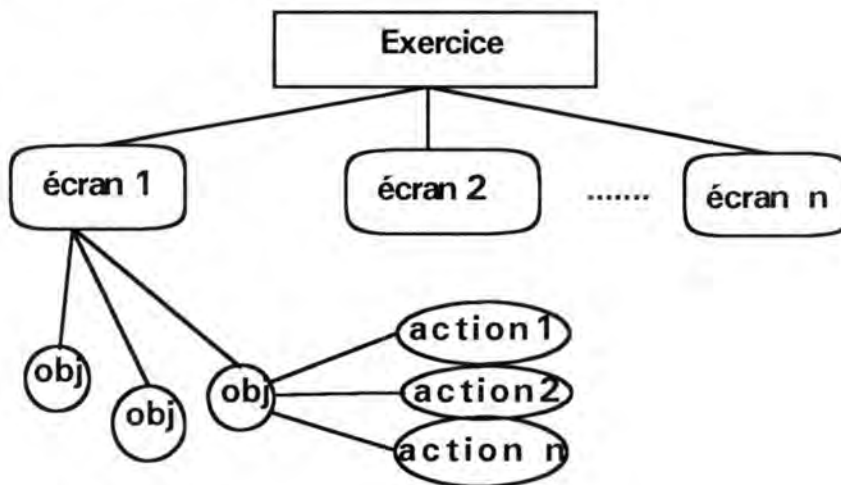 Exercice
écran 1
écran 2
.......
écran n
obj
obj
obj
action 1
action 2
action n